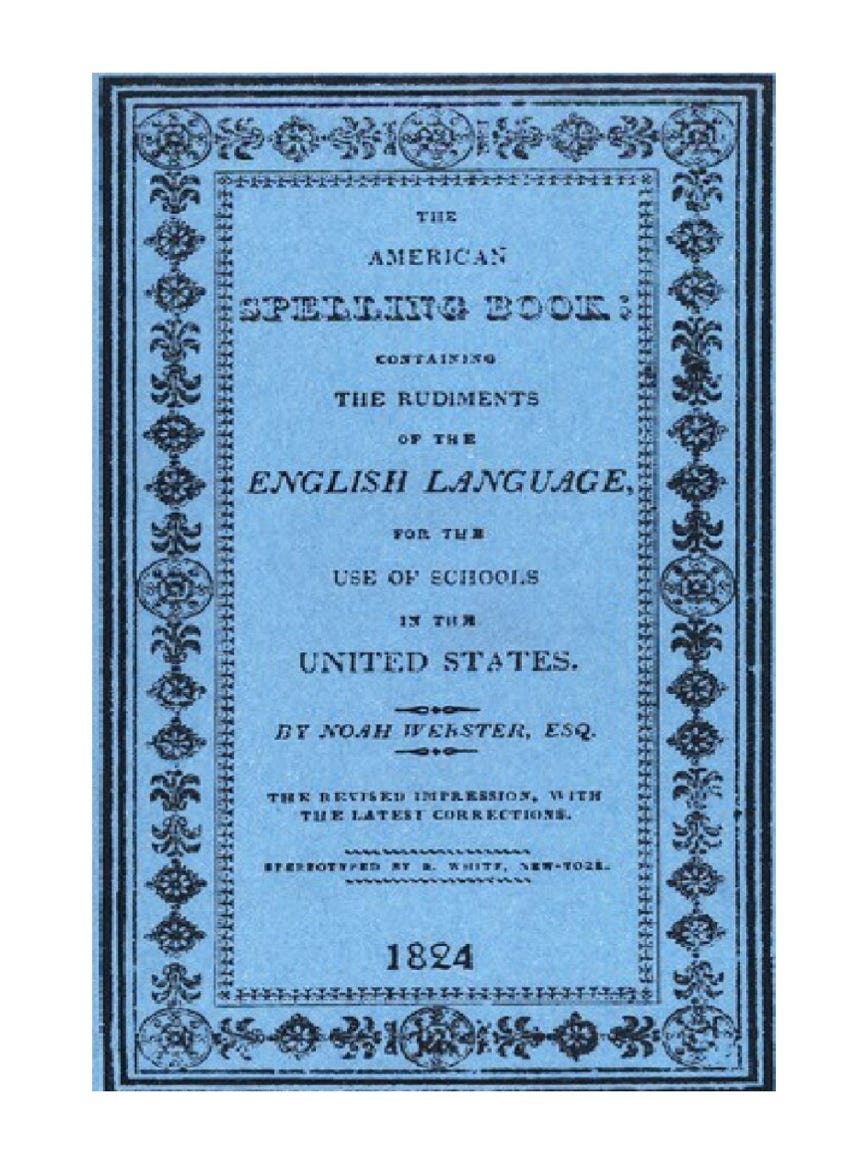 THE
AMERICAN
SPELLING BOOK:
CONTAINING
THE RUDIMENTS
OF THE
ENGLISH LANGUAGE,
FOR THE
USE OF SCHOOLS
IN THE
UNITED STATES.
BY NOAH WEBSTER, ESQ.
THE REVISED IMPRESSION, WITH
THE LATEST CORRECTIONS.
STEREOTYPED BY E. WHITE, NEW-YORK.
1824